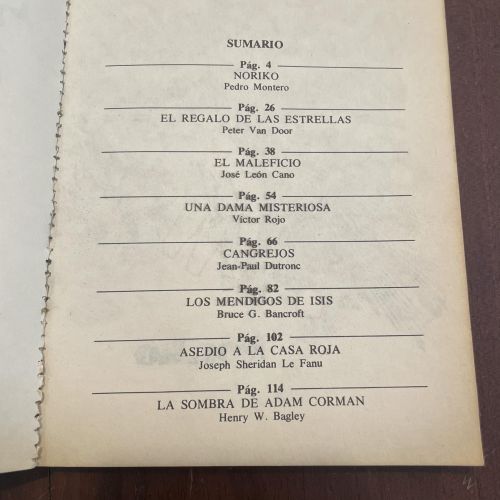 SUMARIO
Pág. 4
NORIKO
Pedro Montero
Pág. 26
EL REGALO DE LAS ESTRELLAS
Peter Van Door
Pág. 38
EL MALEFICIO
José León Cano
Pág. 54
UNA DAMA MISTERIOSA
Víctor Rojo
Pág. 66
CANGREJOS
Jean-Paul Dutronc
Pág. 82
LOS MENDIGOS DE ISIS
Bruce G. Bancroft
Pág. 102
ASEDIO A LA CASA ROJA
Joseph Sheridan Le Fanu
Pág. 114
LA SOMBRA DE ADAM CORMAN
Henry W. Bagley